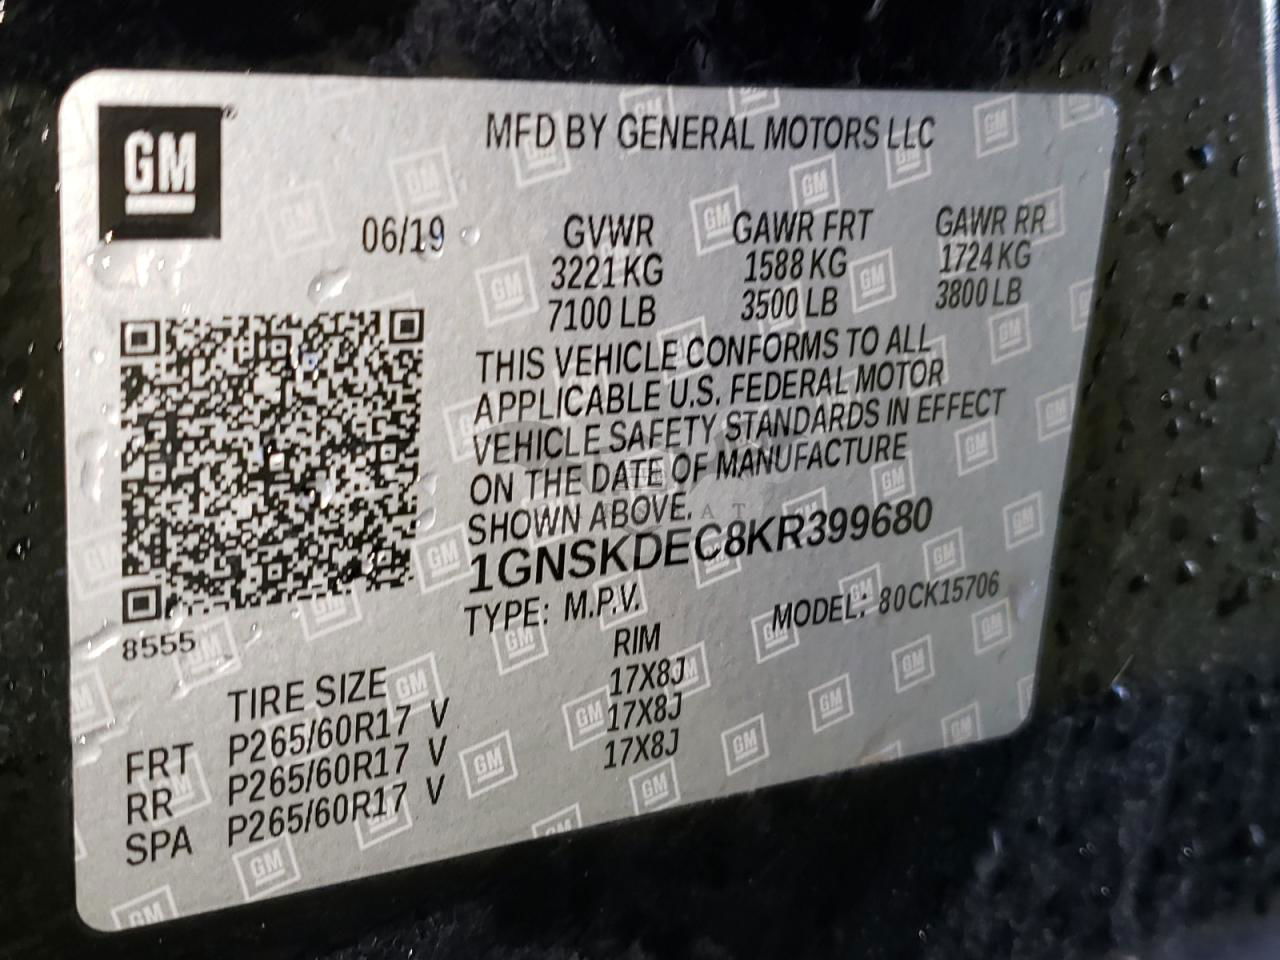 GM
MFD BY GENERAL MOTORS LLC
06/19 GVWR GAWR FRT GAWR RR
3221 KG 1588 KG 1724 KG
7100 LB 3500 LB 3800 LB
THIS VEHICLE CONFORMS TO ALL
APPLICABLE U.S. FEDERAL MOTOR
VEHICLE SAFETY STANDARDS IN EFFECT
ON THE DATE OF MANUFACTURE
SHOWN ABOVE.
1GNSKDEC8KR399680
TYPE: M.P.V. MODEL: 80CK15706
8555
TIRE SIZE RIM
FRT P265/60R17 V 17X8J
RR P265/60R17 V 17X8J
SPA P265/60R17 V 17X8J